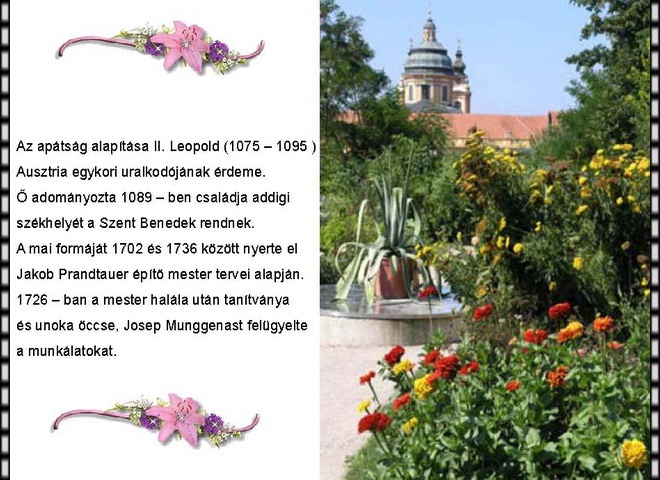 Az apátság alapítása II. Leopold (1075 – 1095 )
Ausztria egykori uralkodójának érdeme.
Ő adományozta 1089 – ben családja addigi
székhelyét a Szent Benedek rendnek.
A mai formáját 1702 és 1736 között nyerte el
Jakob Prandtauer építő mester tervei alapján.
1726 – ban a mester halála után tanítványa
és unoka öccse, Josep Munggenast felügyelte
a munkálatokat.